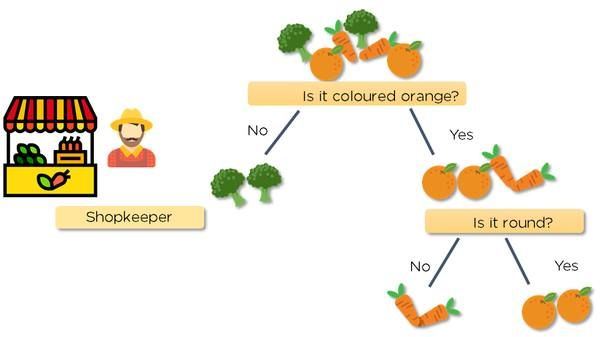 Is it coloured orange?
No
Yes
Shopkeeper
Is it round?
No
Yes